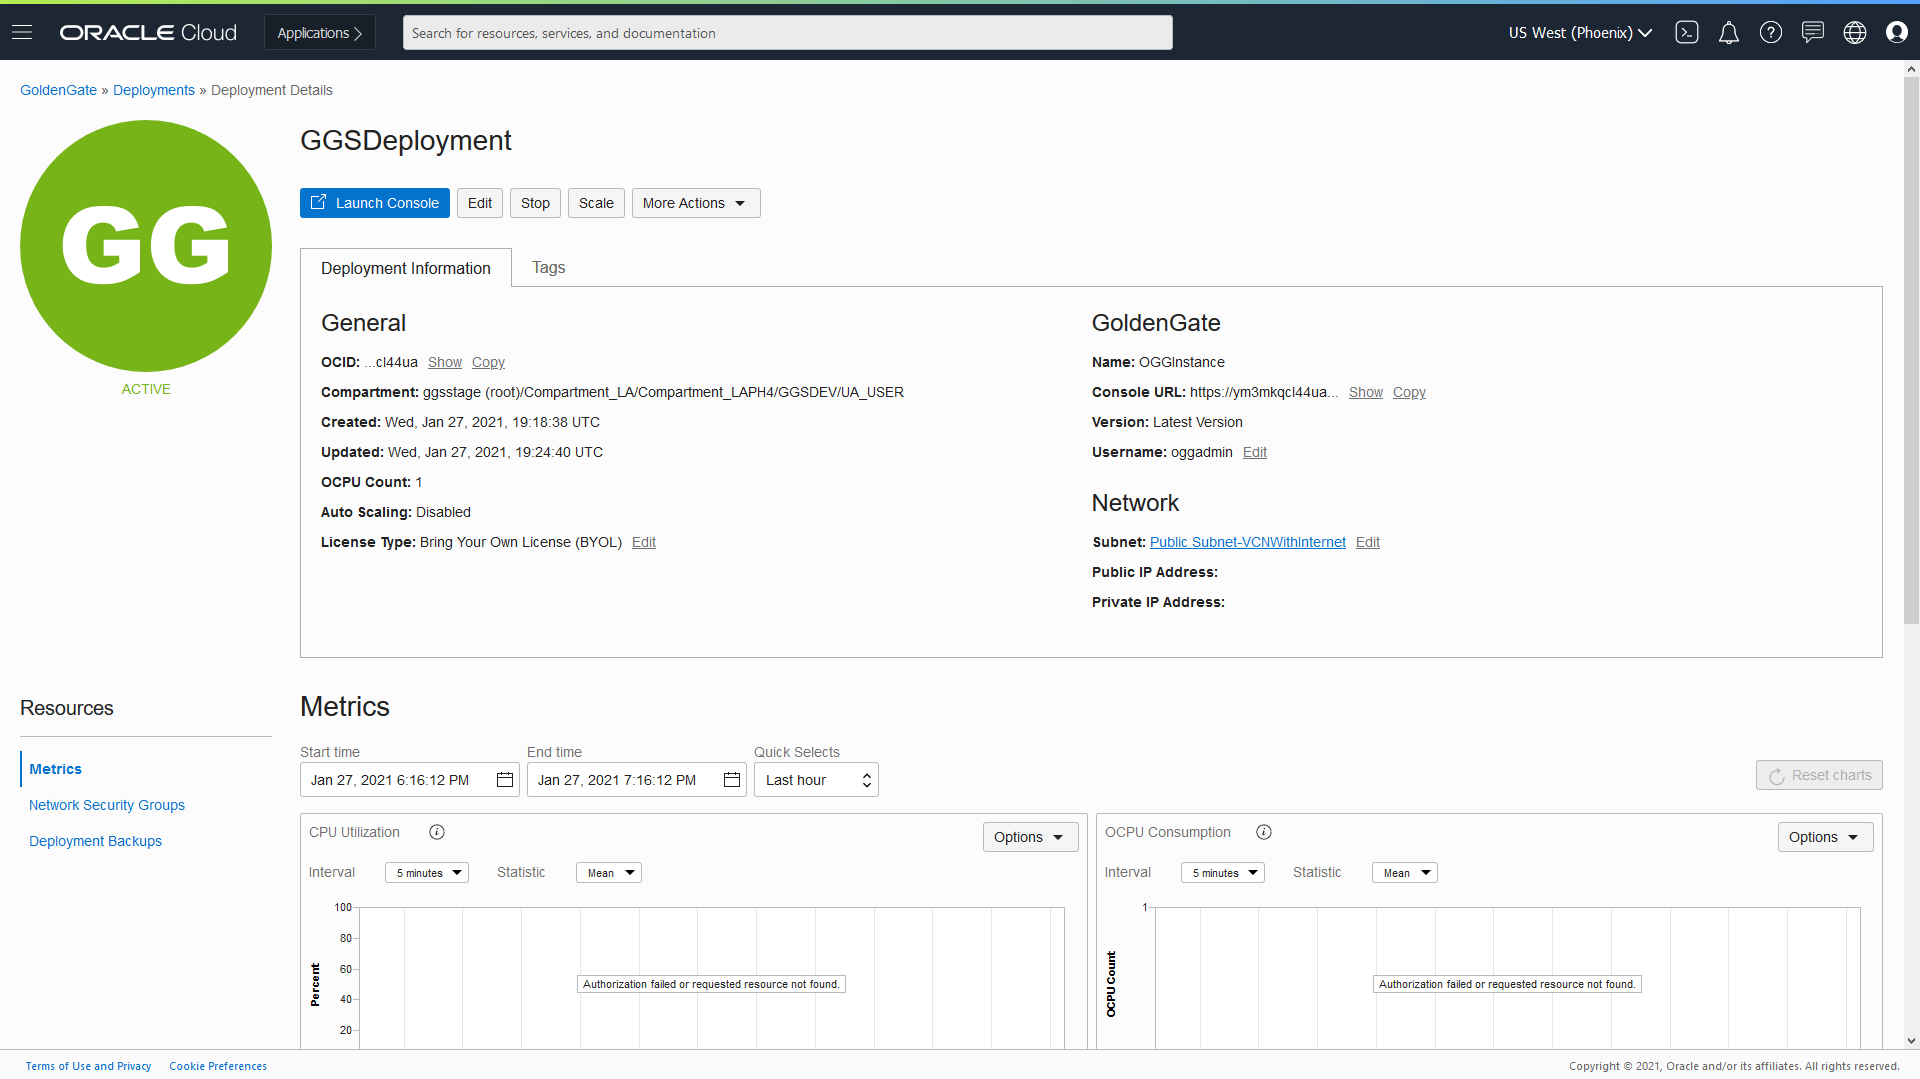 ORACLE Cloud
Applications
Search for resources, services, and documentation
US West (Phoenix)
GoldenGate » Deployments » Deployment Details
GG
ACTIVE
GGSDeployment
Launch Console
Edit
Stop
Scale
More Actions
Deployment Information
Tags
General
OCID: ...cl44ua Show Copy
Compartment: ggsstage (root)/Compartment_LA/Compartment_LAPH4/GGSDEV/UA_USER
Created: Wed, Jan 27, 2021, 19:18:38 UTC
Updated: Wed, Jan 27, 2021, 19:24:40 UTC
OCPU Count: 1
Auto Scaling: Disabled
License Type: Bring Your Own License (BYOL) Edit
GoldenGate
Name: OGGInstance
Console URL: https://ym3mkqcl44ua... Show Copy
Version: Latest Version
Username: oggadmin Edit
Network
Subnet: Public Subnet-VCNWithInternet Edit
Public IP Address:
Private IP Address:
Resources
Metrics
Network Security Groups
Deployment Backups
Metrics
Start time
Jan 27, 2021 6:16:12 PM
End time
Jan 27, 2021 7:16:12 PM
Quick Selects
Last hour
Reset charts
CPU Utilization
Options
Interval 5 minutes Statistic Mean
100
80
60
40
20
Percent
Authorization failed or requested resource not found.
OCPU Consumption
Options
Interval 5 minutes Statistic Mean
1
OCPU Count
Authorization failed or requested resource not found.
Terms of Use and Privacy Cookie Preferences
Copyright © 2021, Oracle and/or its affiliates. All rights reserved.